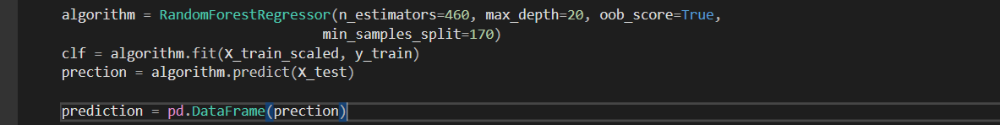 algorithm = RandomForestRegressor(n_estimators=460, max_depth=20, oob_score=True,
min_samples_split=170)
clf = algorithm.fit(X_train_scaled, y_train)
prection = algorithm.predict(X_test)
prediction = pd.DataFrame(prection)